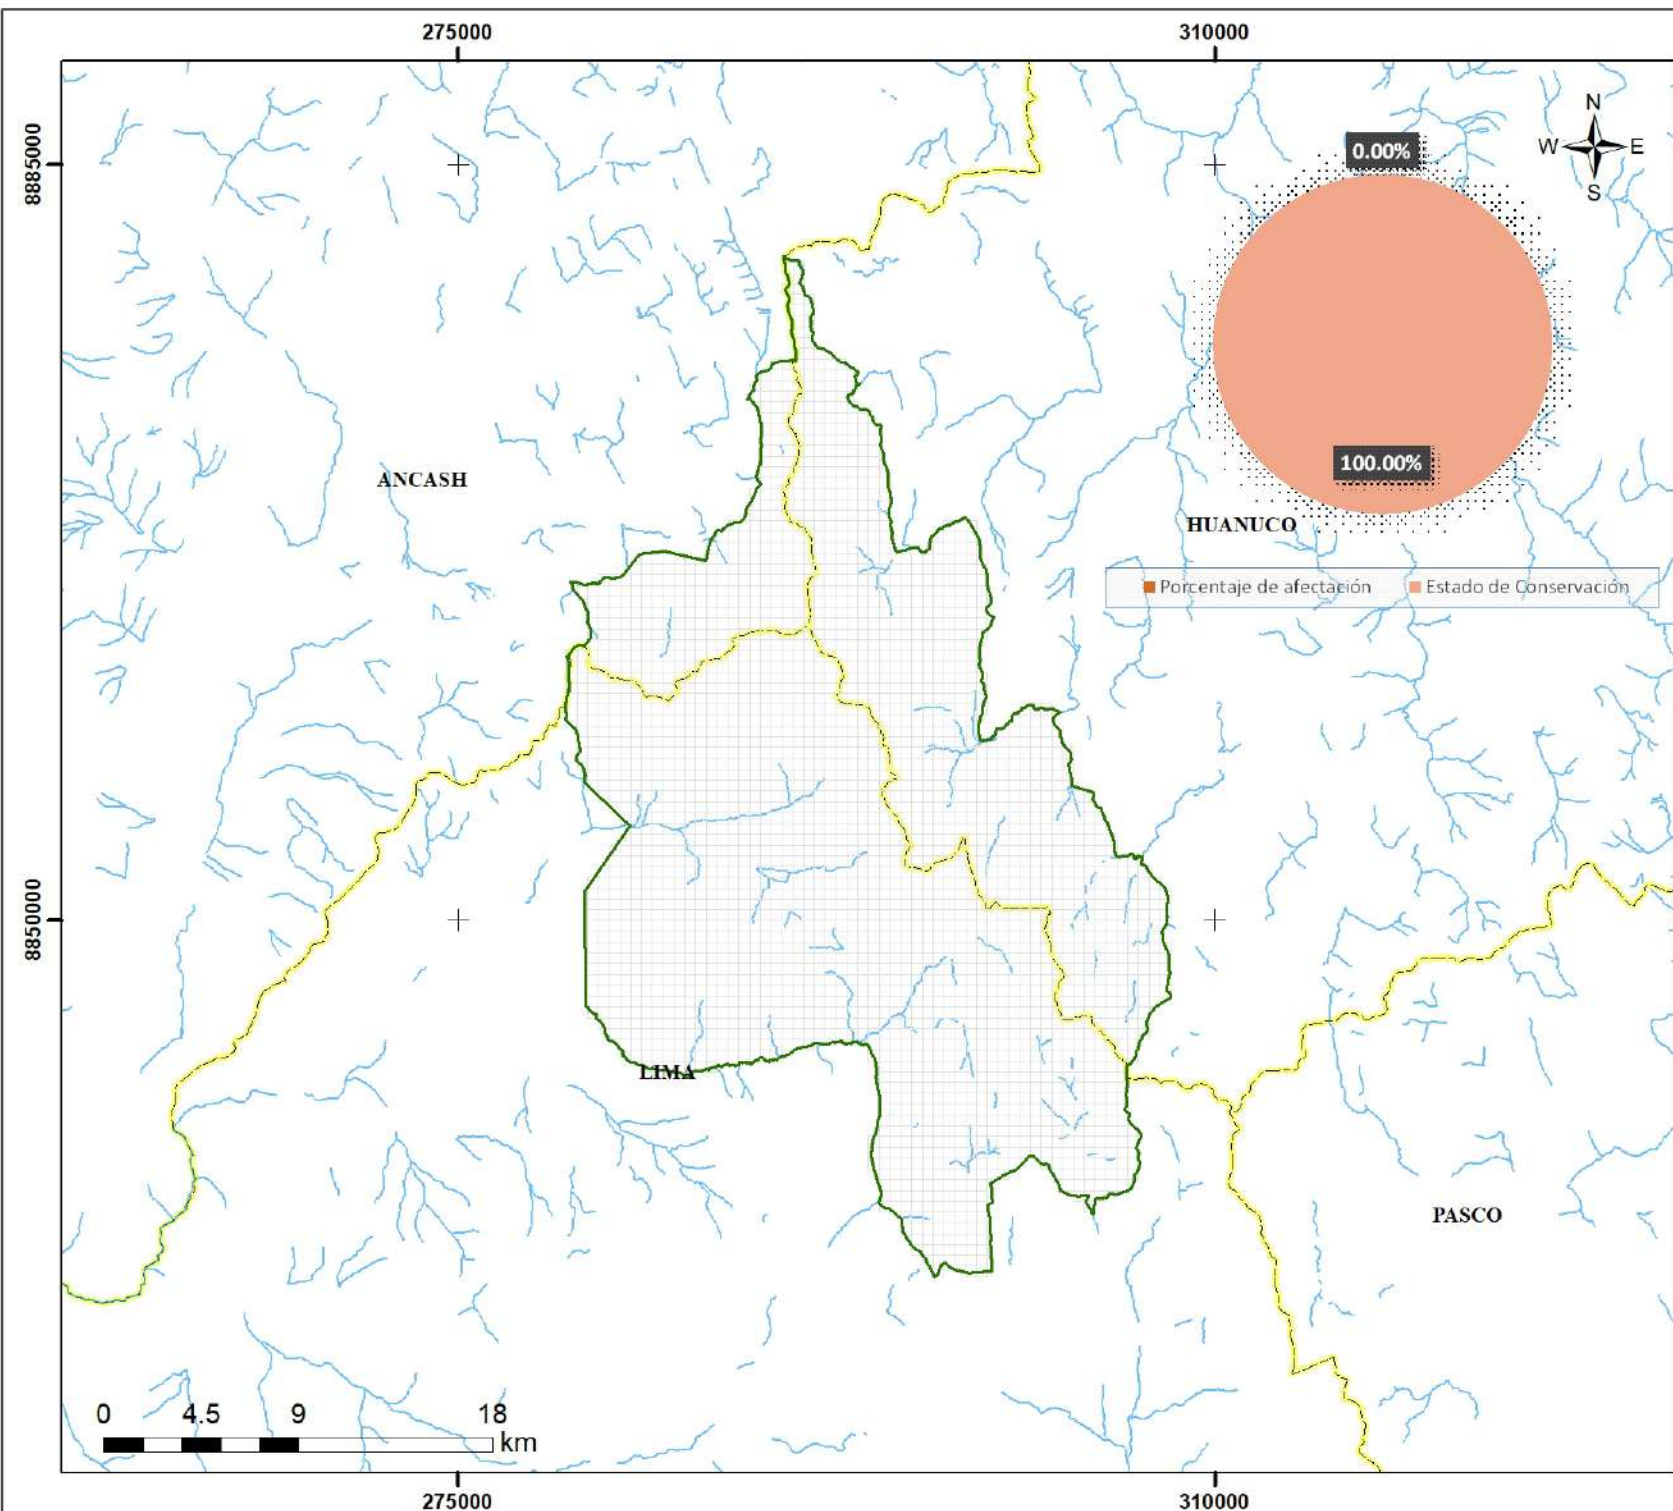 275000 310000
8885000
N
W E
S
0.00%
100.00%
ANCASH
HUANUCO
Porcentaje de afectación Estado de Conservación
8850000
LIMA
PASCO
0 4.5 9 18
km
275000 310000